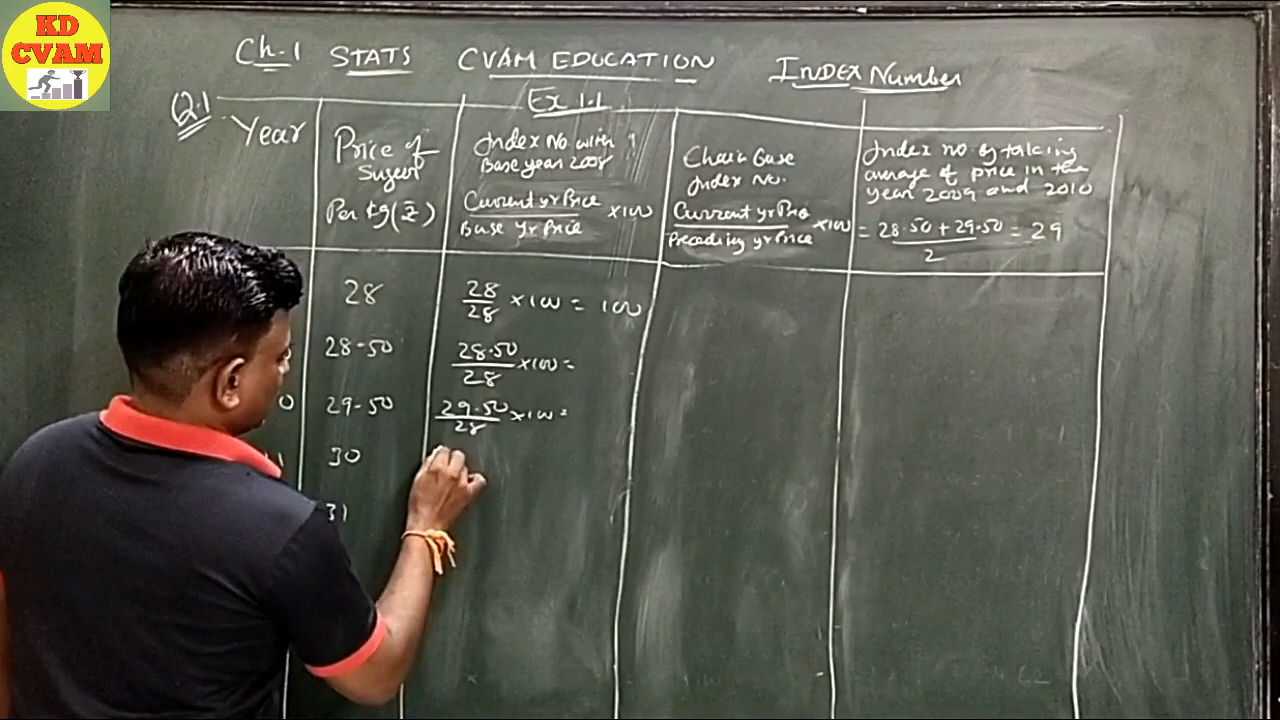 KD
CVAM
Ch-1 STATS CVAM EDUCATION INDEX Number
Ex 1.1
Q.1
Year
Price of
Sugar
Per kg(₹)
Index No. with
Base year 2008
Current yr Price
Base yr Price
×100
Chain Base
Index No.
Current yr Price
Preceding yr Price
×100
Index no. by taking
average of price in the
year 2009 and 2010
= 28.50 + 29.50 = 29
2
28
28
28 ×100 = 100
28.50
28.50
28 ×100 =
0
29.50
29.50
28 ×100 =
11
30
31